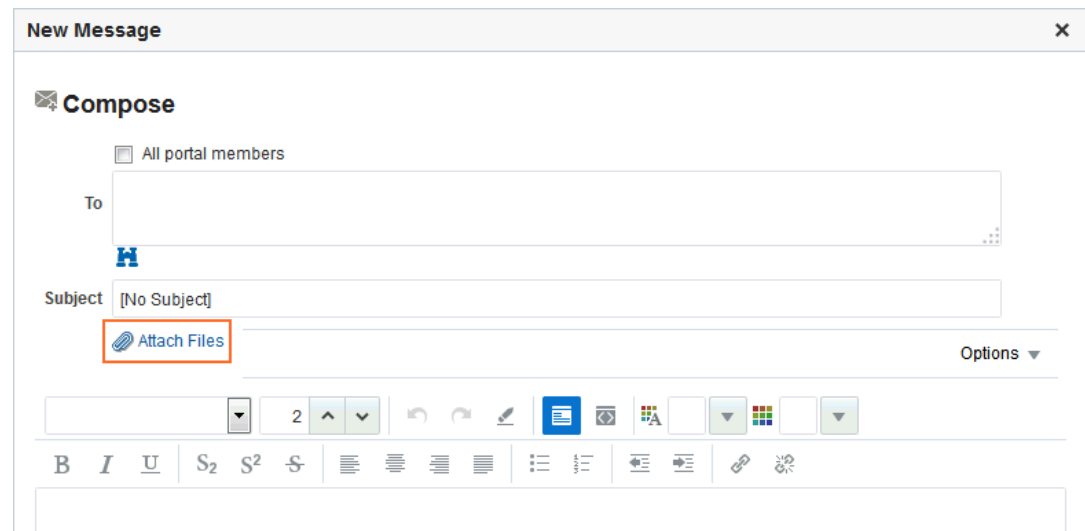 New Message
Compose
All portal members
To
Subject [No Subject]
Attach Files
Options
2
B I U S2 S² S